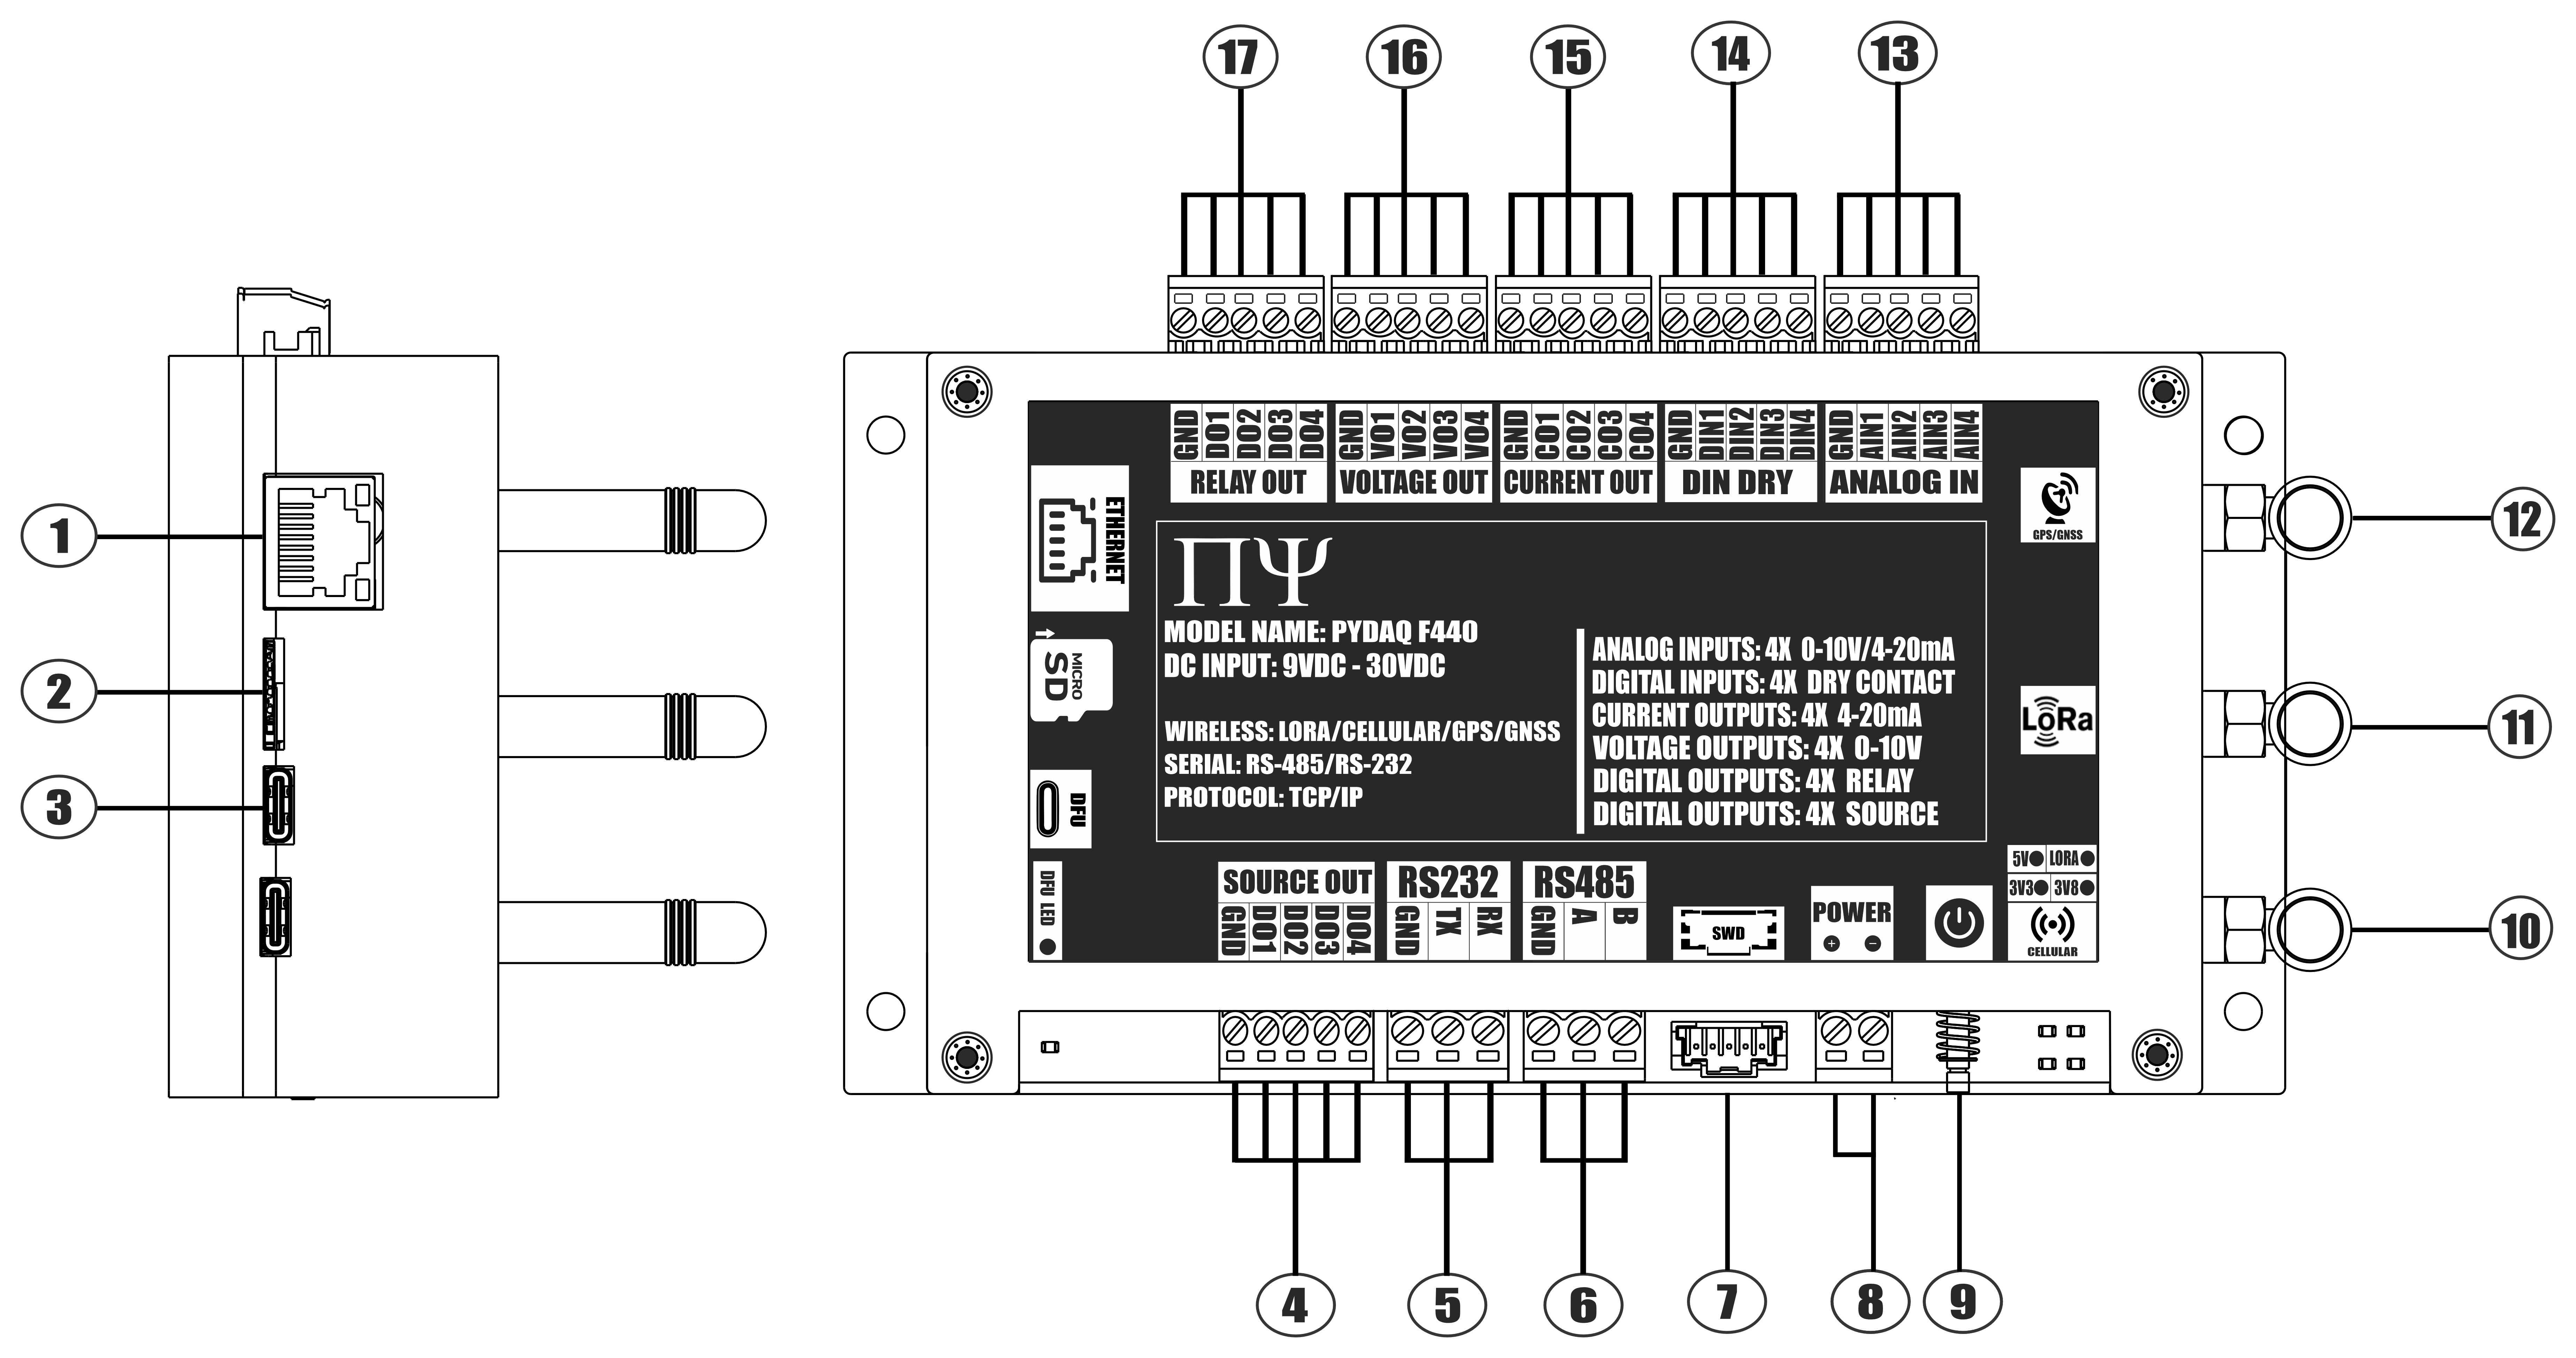 17 16 15 14 13
GND DO1 DO2 DO3 DO4
RELAY OUT
GND VO1 VO2 VO3 VO4
VOLTAGE OUT
GND CO1 CO2 CO3 CO4
CURRENT OUT
GND DIN1 DIN2 DIN3 DIN4
DIN DRY
GND AIN1 AIN2 AIN3 AIN4
ANALOG IN
1
2
3
ETHERNET
MICRO
SD
DFU
DFU LED
ΠΨ
MODEL NAME: PYDAQ F440
DC INPUT: 9VDC - 30VDC
WIRELESS: LORA/CELLULAR/GPS/GNSS
SERIAL: RS-485/RS-232
PROTOCOL: TCP/IP
ANALOG INPUTS: 4X 0-10V/4-20mA
DIGITAL INPUTS: 4X DRY CONTACT
CURRENT OUTPUTS: 4X 4-20mA
VOLTAGE OUTPUTS: 4X 0-10V
DIGITAL OUTPUTS: 4X RELAY
DIGITAL OUTPUTS: 4X SOURCE
GPS/GNSS
LoRa
5V LORA
3V3 3V8
CELLULAR
12
11
10
SOURCE OUT
GND DO1 DO2 DO3 DO4
RS232
GND TX RX
RS485
GND A B
SWD
POWER
+ −
4 5 6 7 8 9